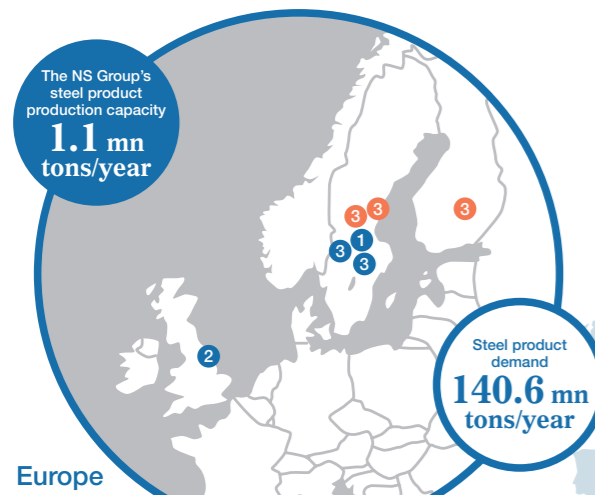 The NS Group's
steel product
production capacity
1.1 mn
tons/year
3 3 3
1
3
3
2
Steel product
demand
140.6 mn
tons/year
Europe